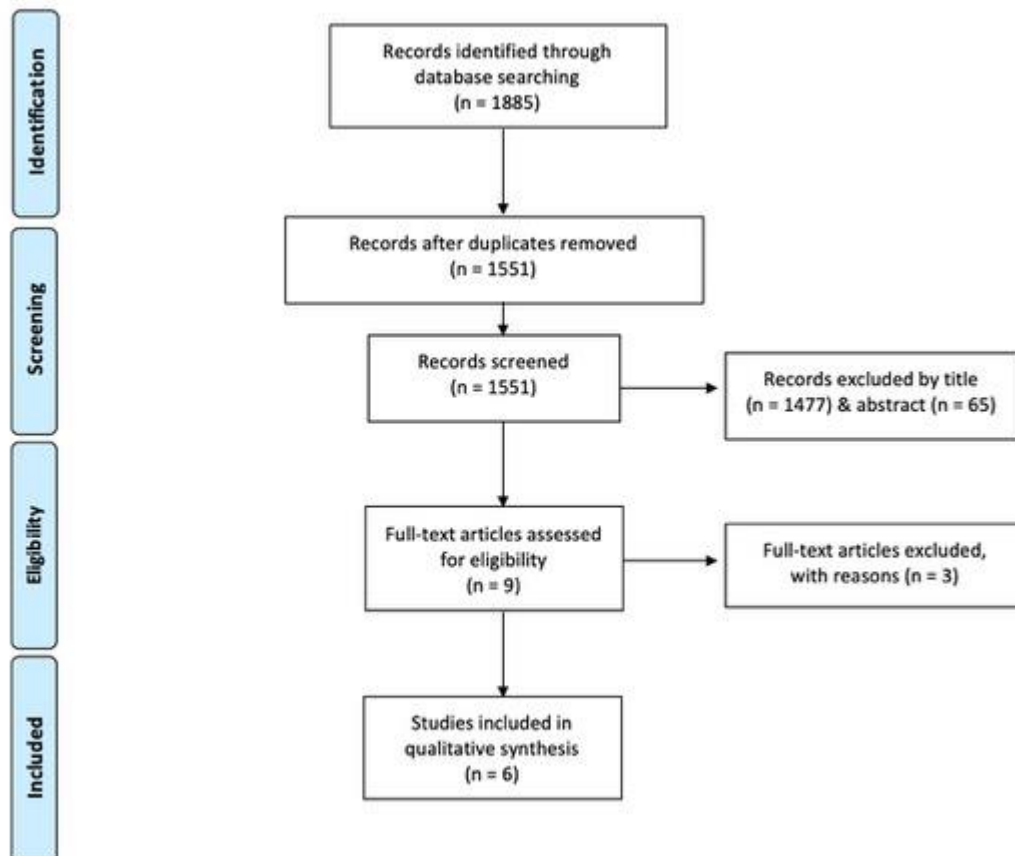 Identification
Records identified through
database searching
(n = 1885)
Records after duplicates removed
(n = 1551)
Screening
Records screened
(n = 1551)
Records excluded by title
(n = 1477) & abstract (n = 65)
Eligibility
Full-text articles assessed
for eligibility
(n = 9)
Full-text articles excluded,
with reasons (n = 3)
Included
Studies included in
qualitative synthesis
(n = 6)